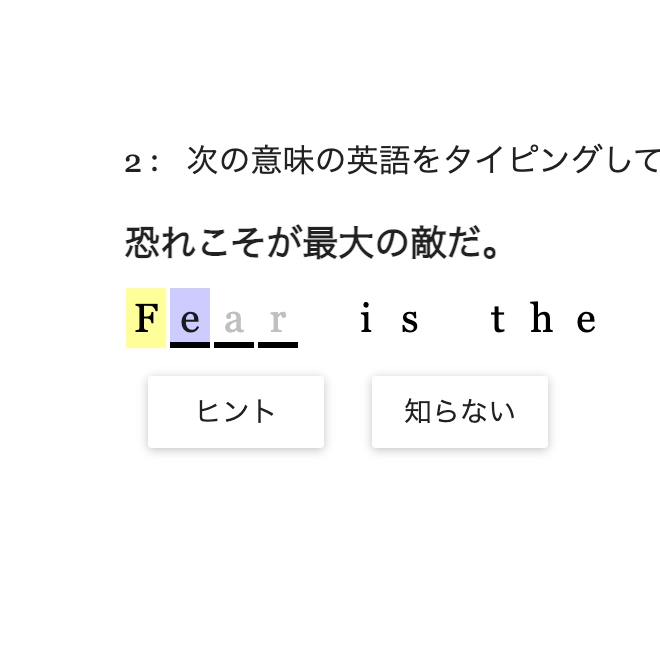 2： 次の意味の英語をタイピングして
恐れこそが最大の敵だ。
Fear is the
ヒント 知らない